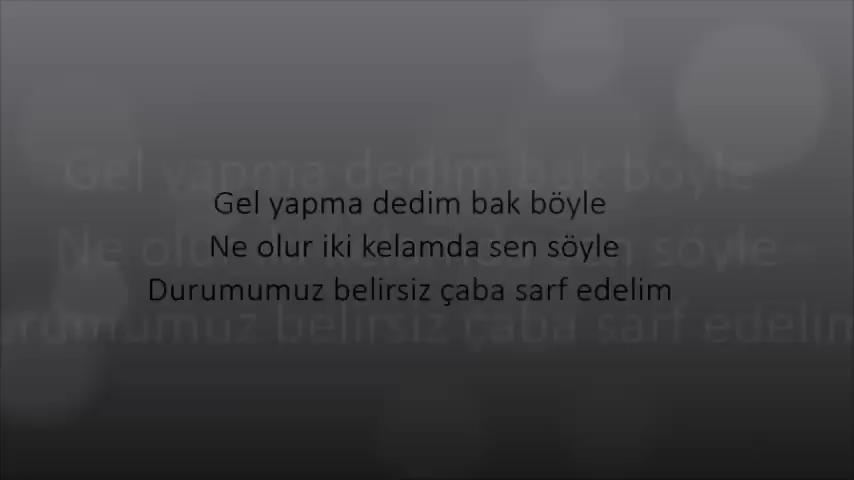 Gel yapma dedim bak böyle
Ne olur iki kelamda sen söyle
Durumumuz belirsiz çaba sarf edelim